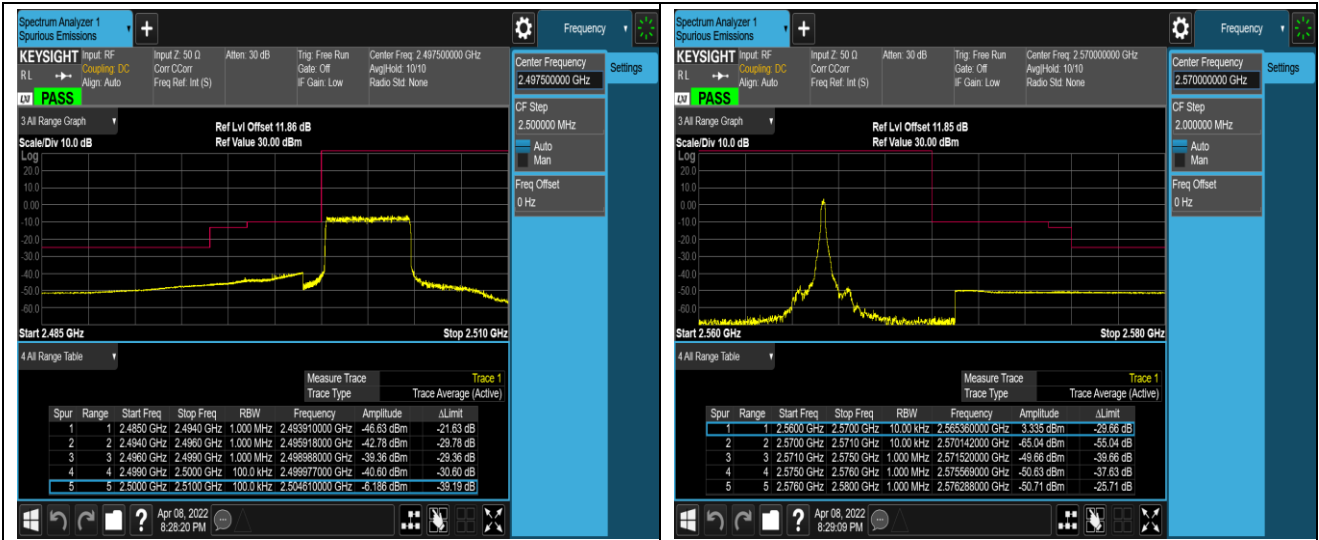 Spectrum Analyzer 1
Spurious Emissions
Frequency
KEYSIGHT Input: RF Input Z: 50 Ω Atten: 30 dB Trig: Free Run Center Freq: 2.497500000 GHz
Coupling: DC Corr CCorr Gate: Off Avg|Hold: 10/10
RL Align: Auto Freq Ref: Int (S) IF Gain: Low Radio Std: None
LXI PASS
3 All Range Graph
Ref Lvl Offset 11.86 dB
Scale/Div 10.0 dB Ref Value 30.00 dBm
Log
20.0
10.0
0.00
-10.0
-20.0
-30.0
-40.0
-50.0
-60.0
Start 2.485 GHz Stop 2.510 GHz
4 All Range Table
Measure Trace Trace 1
Trace Type Trace Average (Active)
Spur Range Start Freq Stop Freq RBW Frequency Amplitude ΔLimit
1 1 2.4850 GHz 2.4940 GHz 1.000 MHz 2.493910000 GHz -46.63 dBm -21.63 dB
2 2 2.4940 GHz 2.4960 GHz 1.000 MHz 2.495918000 GHz -42.78 dBm -29.78 dB
3 3 2.4960 GHz 2.4990 GHz 1.000 MHz 2.498988000 GHz -39.36 dBm -29.36 dB
4 4 2.4990 GHz 2.5000 GHz 100.0 kHz 2.499977000 GHz -40.60 dBm -30.60 dB
5 5 2.5000 GHz 2.5100 GHz 100.0 kHz 2.504610000 GHz -6.186 dBm -39.19 dB
Apr 08, 2022
8:28:20 PM
Center Frequency
2.497500000 GHz
Settings
CF Step
2.500000 MHz
Auto
Man
Freq Offset
0 Hz
Spectrum Analyzer 1
Spurious Emissions
Frequency
KEYSIGHT Input: RF Input Z: 50 Ω Atten: 30 dB Trig: Free Run Center Freq: 2.570000000 GHz
Coupling: DC Corr CCorr Gate: Off Avg|Hold: 10/10
RL Align: Auto Freq Ref: Int (S) IF Gain: Low Radio Std: None
LXI PASS
3 All Range Graph
Ref Lvl Offset 11.85 dB
Scale/Div 10.0 dB Ref Value 30.00 dBm
Log
20.0
10.0
0.00
-10.0
-20.0
-30.0
-40.0
-50.0
-60.0
Start 2.560 GHz Stop 2.580 GHz
4 All Range Table
Measure Trace Trace 1
Trace Type Trace Average (Active)
Spur Range Start Freq Stop Freq RBW Frequency Amplitude ΔLimit
1 1 2.5600 GHz 2.5700 GHz 10.00 kHz 2.565360000 GHz 3.335 dBm -29.66 dB
2 2 2.5700 GHz 2.5710 GHz 10.00 kHz 2.570142000 GHz -65.04 dBm -55.04 dB
3 3 2.5710 GHz 2.5750 GHz 1.000 MHz 2.571520000 GHz -49.66 dBm -39.66 dB
4 4 2.5750 GHz 2.5760 GHz 1.000 MHz 2.575569000 GHz -50.63 dBm -37.63 dB
5 5 2.5760 GHz 2.5800 GHz 1.000 MHz 2.576288000 GHz -50.71 dBm -25.71 dB
Apr 08, 2022
8:29:09 PM
Center Frequency
2.570000000 GHz
Settings
CF Step
2.000000 MHz
Auto
Man
Freq Offset
0 Hz